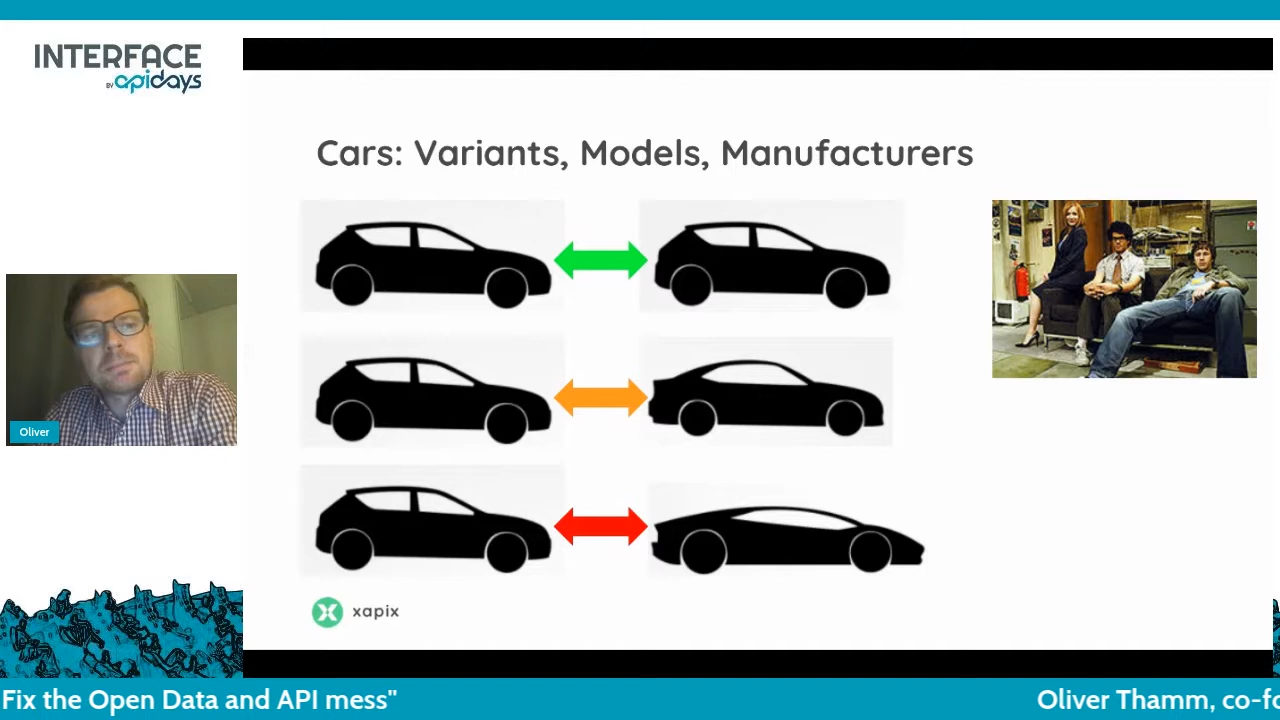 INTERFACE
BY apidays
Cars: Variants, Models, Manufacturers
Oliver
xapix
Fix the Open Data and API mess"
Oliver Thamm, co-fo